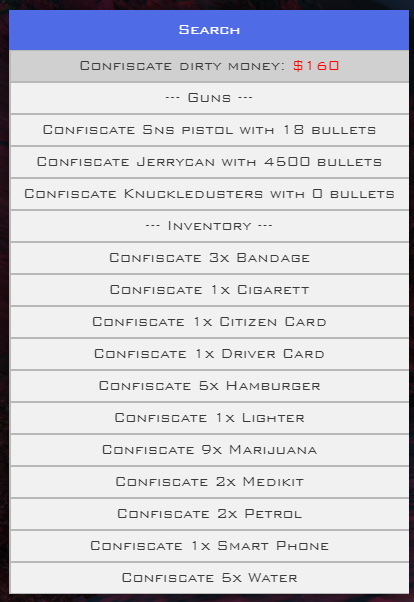 Search
Confiscate dirty money: $160
--- Guns ---
Confiscate Sns pistol with 18 bullets
Confiscate Jerrycan with 4500 bullets
Confiscate Knuckledusters with 0 bullets
--- Inventory ---
Confiscate 3x Bandage
Confiscate 1x Cigarett
Confiscate 1x Citizen Card
Confiscate 1x Driver Card
Confiscate 5x Hamburger
Confiscate 1x Lighter
Confiscate 9x Marijuana
Confiscate 2x Medikit
Confiscate 2x Petrol
Confiscate 1x Smart Phone
Confiscate 5x Water